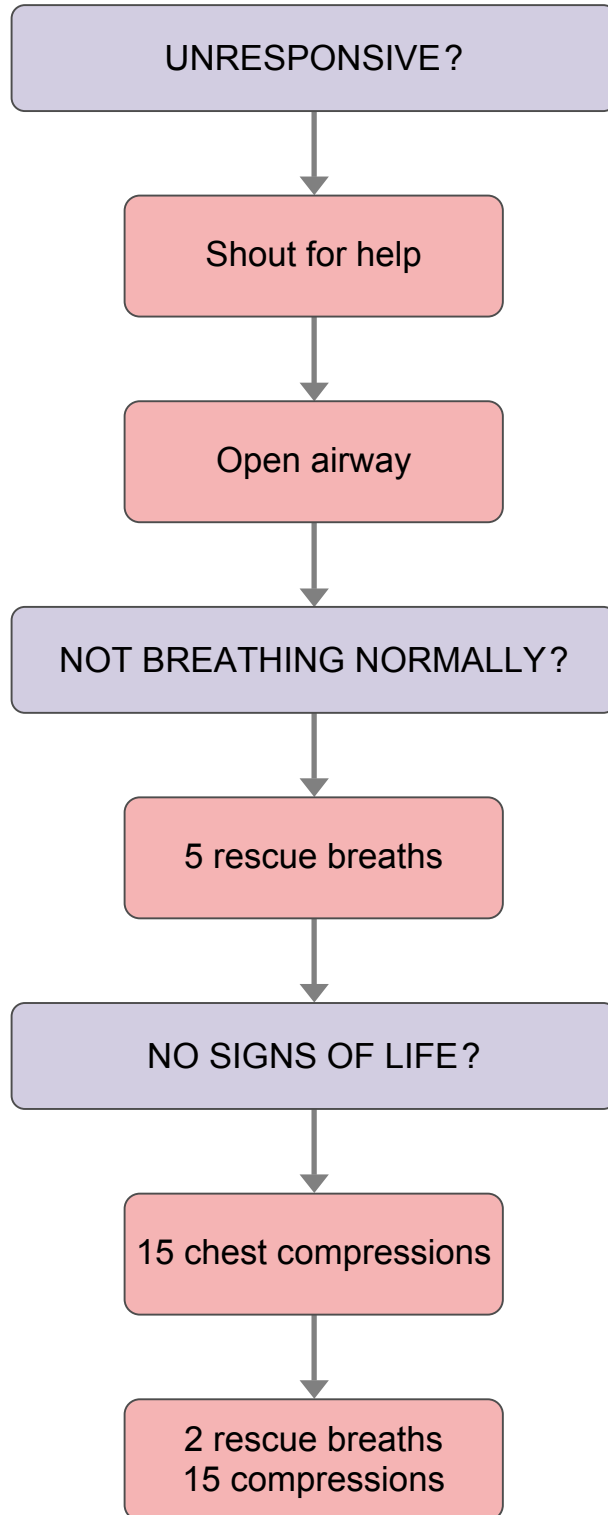 UNRESPONSIVE?
Shout for help
Open airway
NOT BREATHING NORMALLY?
5 rescue breaths
NO SIGNS OF LIFE?
15 chest compressions
2 rescue breaths
15 compressions